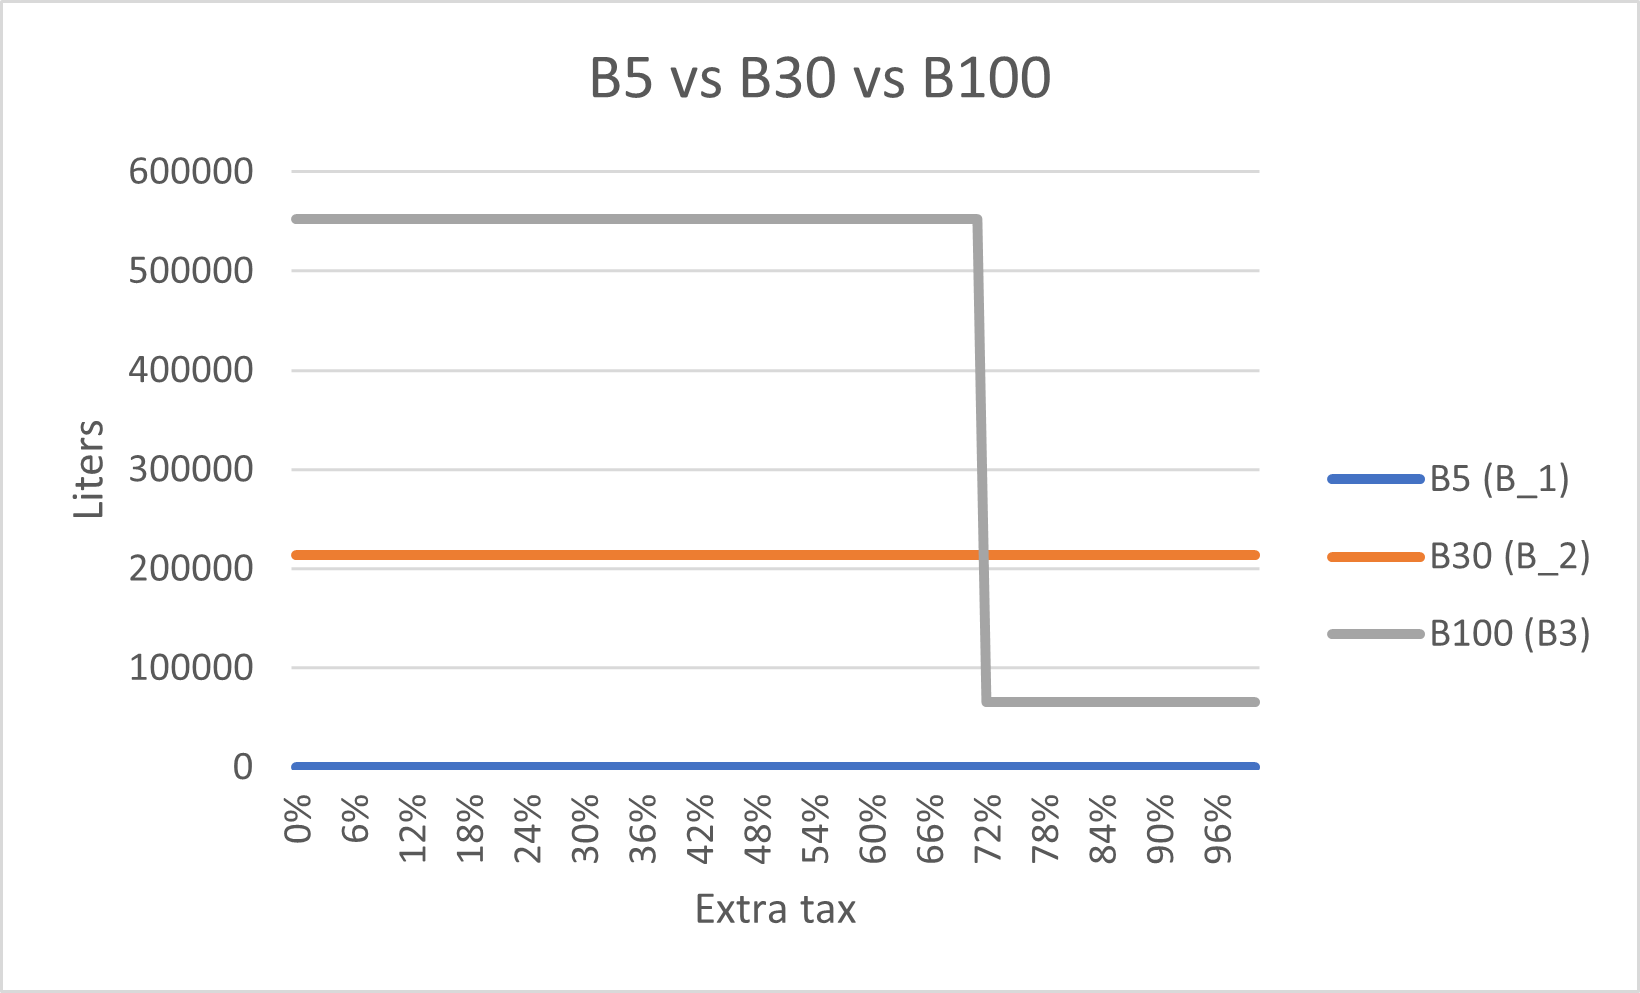 B5 vs B30 vs B100
600000
500000
400000
300000
200000
100000
0
Liters
0% 6% 12% 18% 24% 30% 36% 42% 48% 54% 60% 66% 72% 78% 84% 90% 96%
Extra tax
B5 (B_1)
B30 (B_2)
B100 (B3)